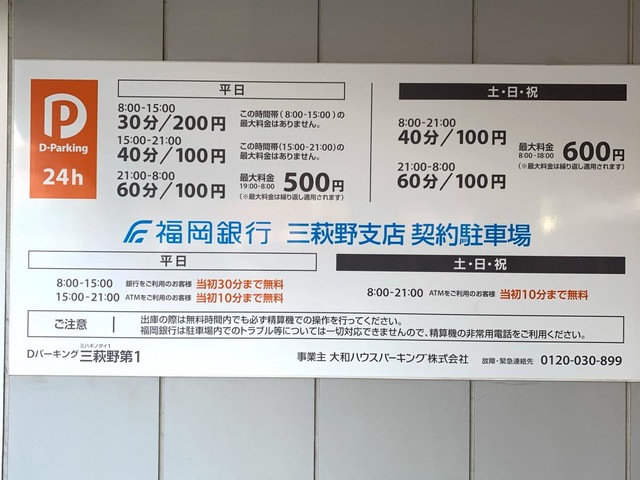 D-Parking
24h
平日
8:00-15:00
30分／200円 この時間帯(8:00-15:00)の
最大料金はありません。
15:00-21:00
40分／100円 この時間帯(15:00-21:00)の
最大料金はありません。
21:00-8:00
60分／100円 最大料金 19:00-8:00 500円
(※最大料金は繰り返し適用されます)
土・日・祝
8:00-21:00
40分／100円
21:00-8:00
60分／100円
最大料金 8:00-18:00 600円
(※最大料金は繰り返し適用されます)
福岡銀行 三萩野支店 契約駐車場
平日
8:00-15:00 銀行をご利用のお客様 当初30分まで無料
15:00-21:00 ATMをご利用のお客様 当初10分まで無料
土・日・祝
8:00-21:00 ATMをご利用のお客様 当初10分まで無料
ご注意
出庫の際は無料時間内でも必ず精算機での操作を行ってください。
福岡銀行は駐車場内でのトラブル等については一切対応できませんので、精算機の非常用電話をご利用ください。
ミハギノダイ1
Dパーキング 三萩野第1
事業主 大和ハウスパーキング株式会社 故障・緊急連絡先 0120-030-899